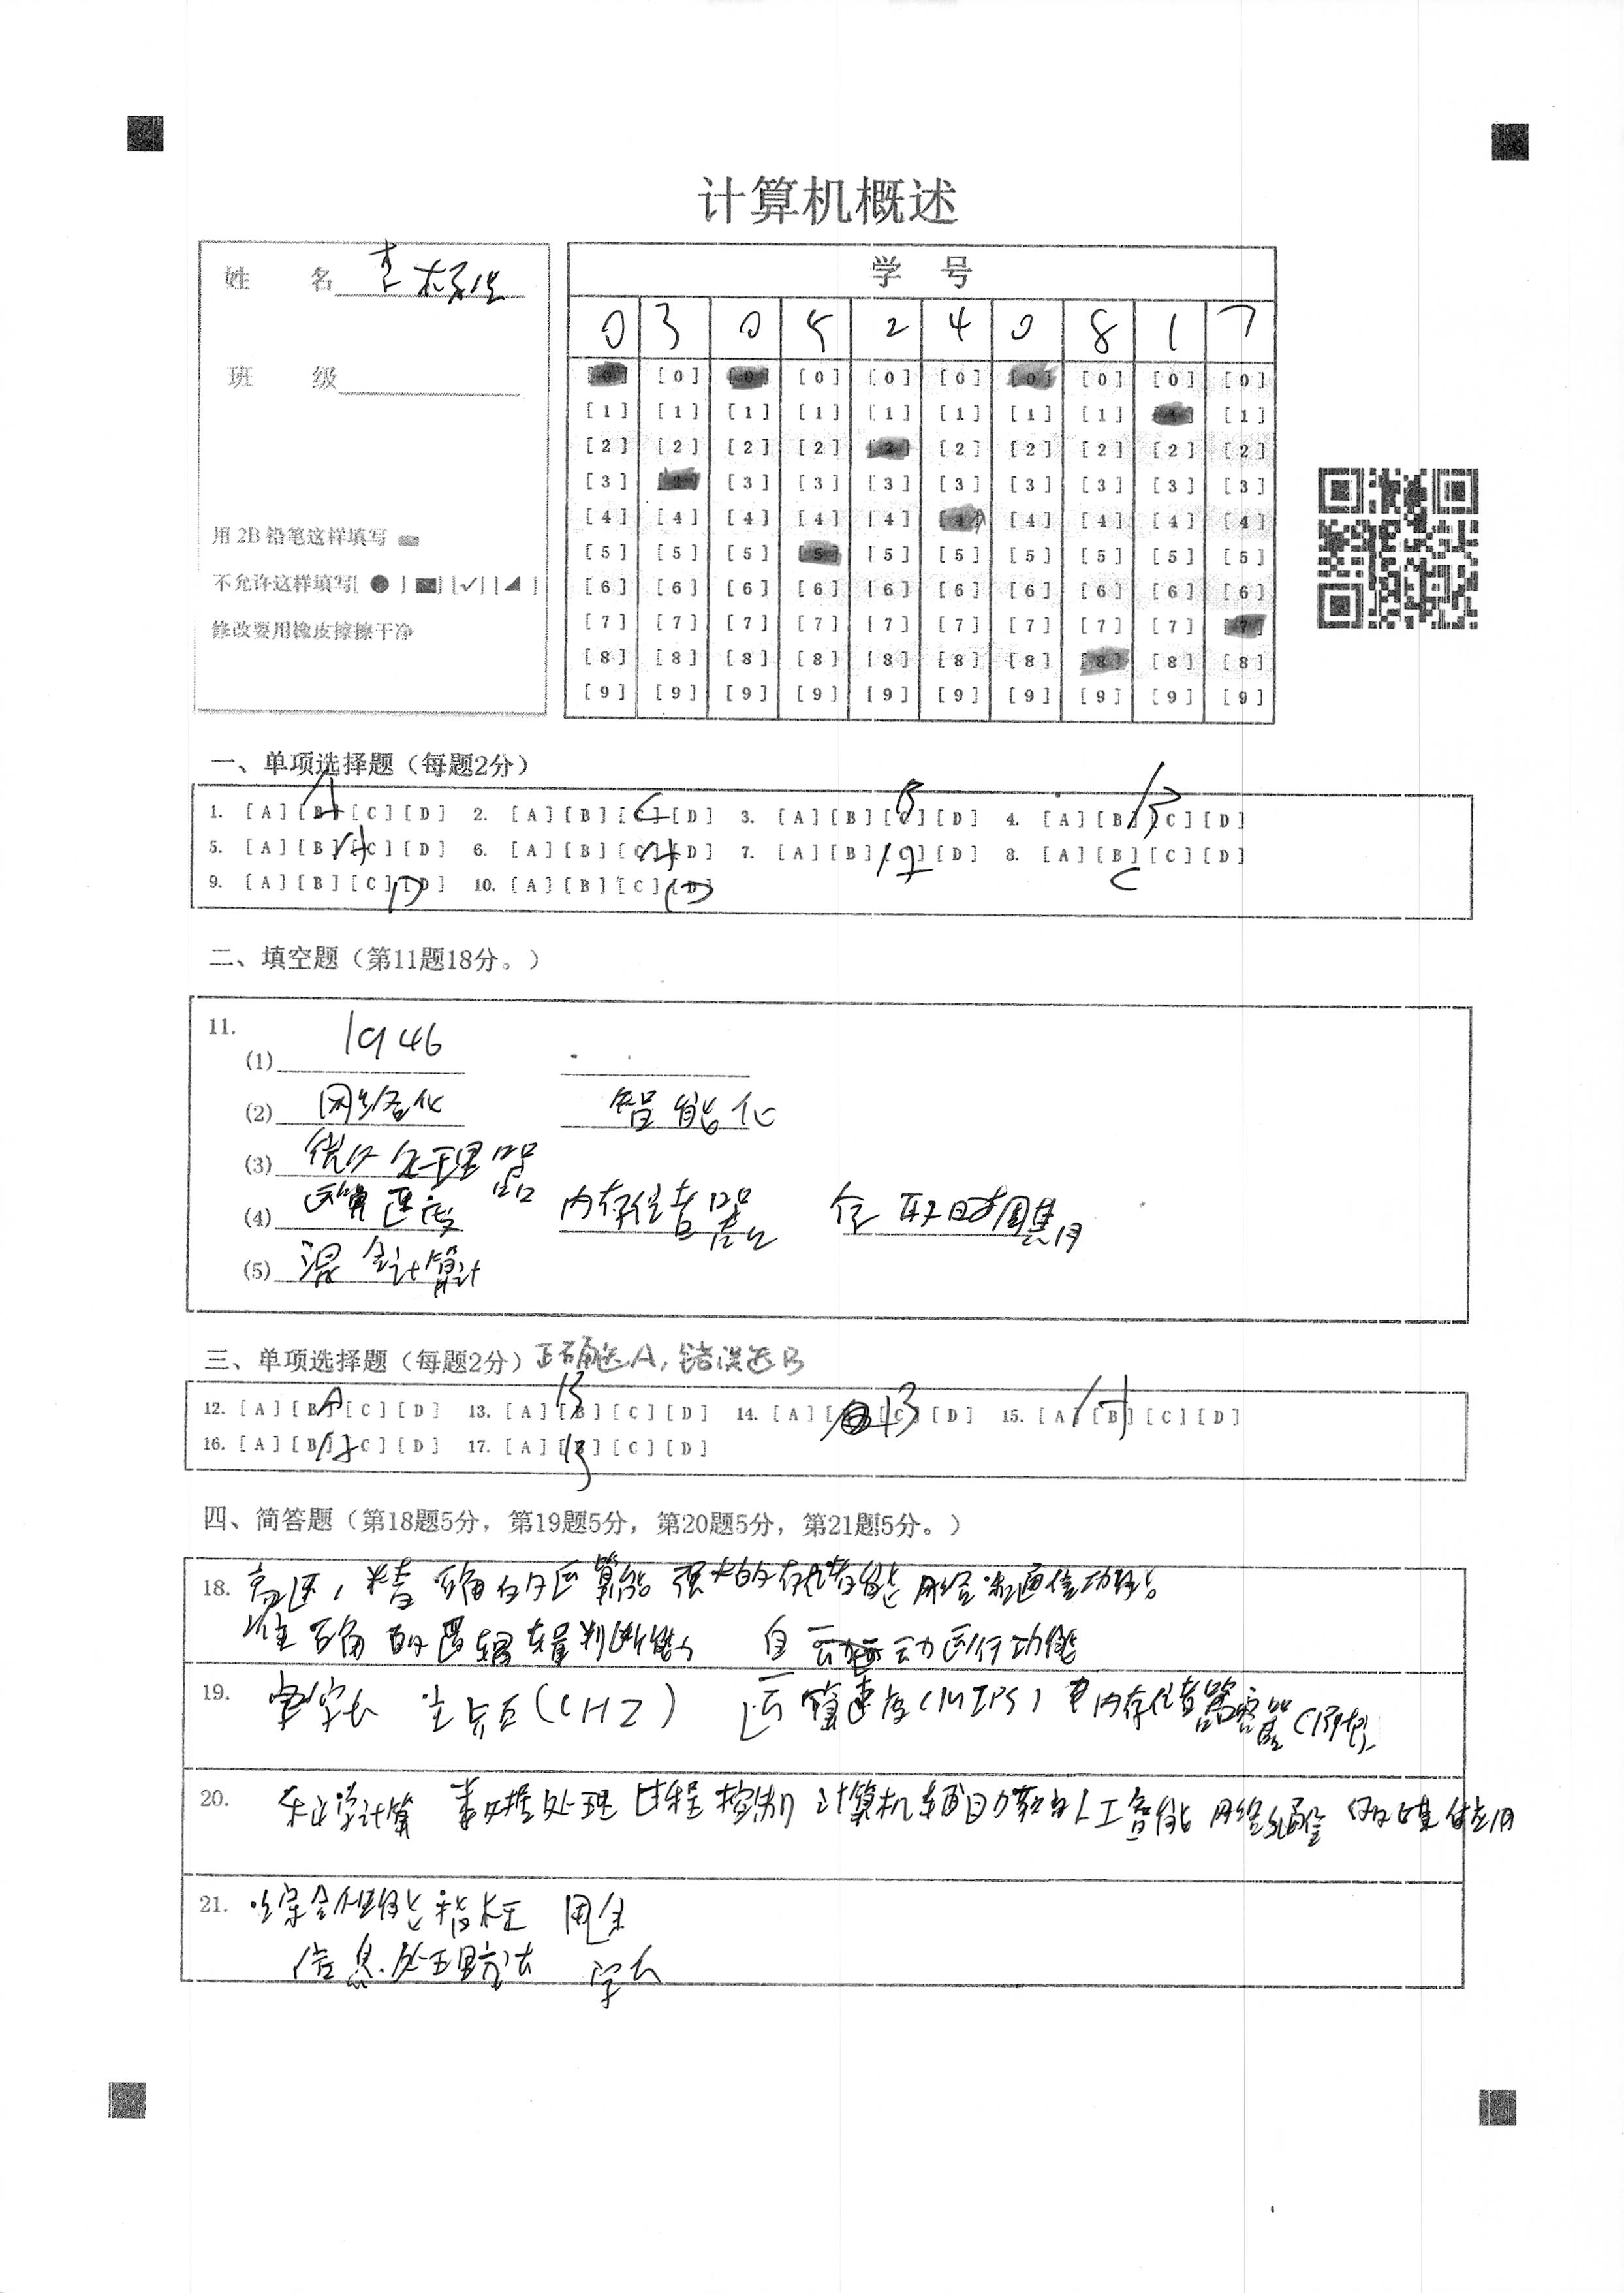 计算机概述
姓 名
学 号
0 3 0 5 2 4 0 8 1 7
班 级
[0] [0] [0] [0] [0] [0] [0] [0] [0] [0]
[1] [1] [1] [1] [1] [1] [1] [1] [1] [1]
[2] [2] [2] [2] [2] [2] [2] [2] [2] [2]
[3] [3] [3] [3] [3] [3] [3] [3] [3] [3]
[4] [4] [4] [4] [4] [4] [4] [4] [4] [4]
[5] [5] [5] [5] [5] [5] [5] [5] [5] [5]
[6] [6] [6] [6] [6] [6] [6] [6] [6] [6]
[7] [7] [7] [7] [7] [7] [7] [7] [7] [7]
[8] [8] [8] [8] [8] [8] [8] [8] [8] [8]
[9] [9] [9] [9] [9] [9] [9] [9] [9] [9]
用2B铅笔这样填写
不允许这样填写
修改要用橡皮擦擦干净
一、单项选择题（每题2分）
1. [A] [B] [C] [D] A 2. [A] [B] [C] [D] C 3. [A] [B] [C] [D] B 4. [A] [B] [C] [D] B
5. [A] [B] [C] [D] A 6. [A] [B] [C] [D] A 7. [A] [B] [C] [D] 8. [A] [B] [C] [D] C
9. [A] [B] [C] [D] D 10. [A] [B] [C] [D] D
二、填空题（第11题18分。）
11.
(1) 1946
(2) 网络化 智能化
(3) 微处理器
(4) 运算速度 内存储器 存取周期
(5) 混合计算
三、单项选择题（每题2分）正确选A，错误选B
12. [A] [B] [C] [D] A 13. [A] [B] [C] [D] B 14. [A] [B] [C] [D] B 15. [A] [B] [C] [D] A
16. [A] [B] [C] [D] A 17. [A] [B] [C] [D] B
四、简答题（第18题5分，第19题5分，第20题5分，第21题5分。）
18. 高速，精确的运算能 强大的存储能 网络通信功能
准确的逻辑判断能力 自动运行功能
19. 字长 主频(GHZ) 运算速度(MIPS) 内存储器容量
20. 科学计算 数据处理 过程控制 计算机辅助 人工智能 网络通信 多媒体应用
21. 综合性能指标 用途
信息处理方法 字长